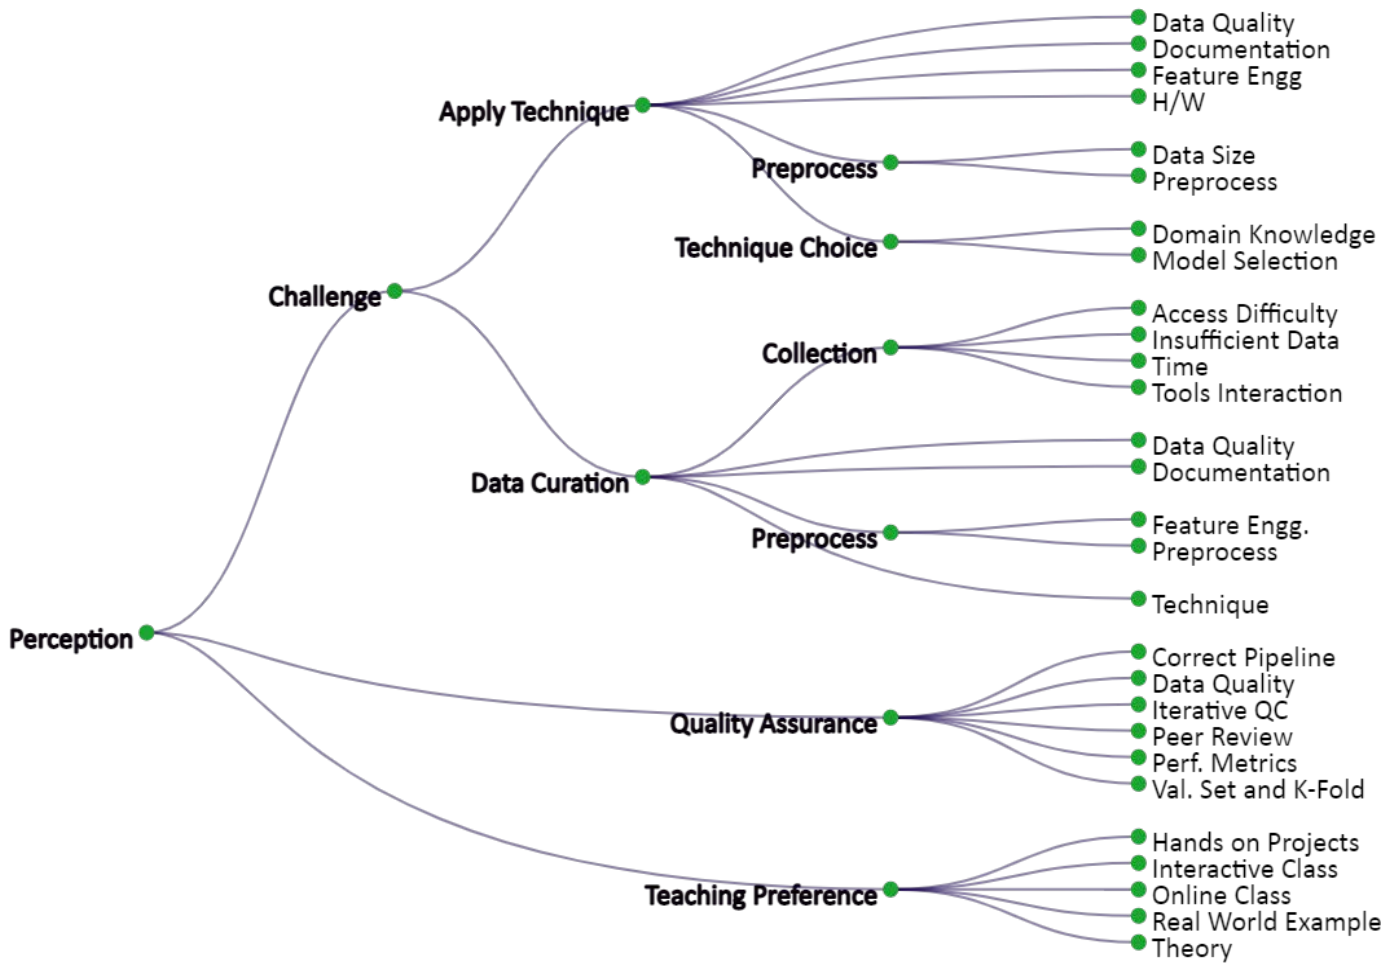 Data Quality
Documentation
Feature Engg
H/W
Apply Technique
Data Size
Preprocess
Preprocess
Domain Knowledge
Technique Choice
Model Selection
Challenge
Access Difficulty
Insufficient Data
Collection
Time
Tools Interaction
Data Quality
Documentation
Data Curation
Feature Engg.
Preprocess
Preprocess
Technique
Perception
Correct Pipeline
Data Quality
Iterative QC
Quality Assurance
Peer Review
Perf. Metrics
Val. Set and K-Fold
Hands on Projects
Interactive Class
Teaching Preference
Online Class
Real World Example
Theory